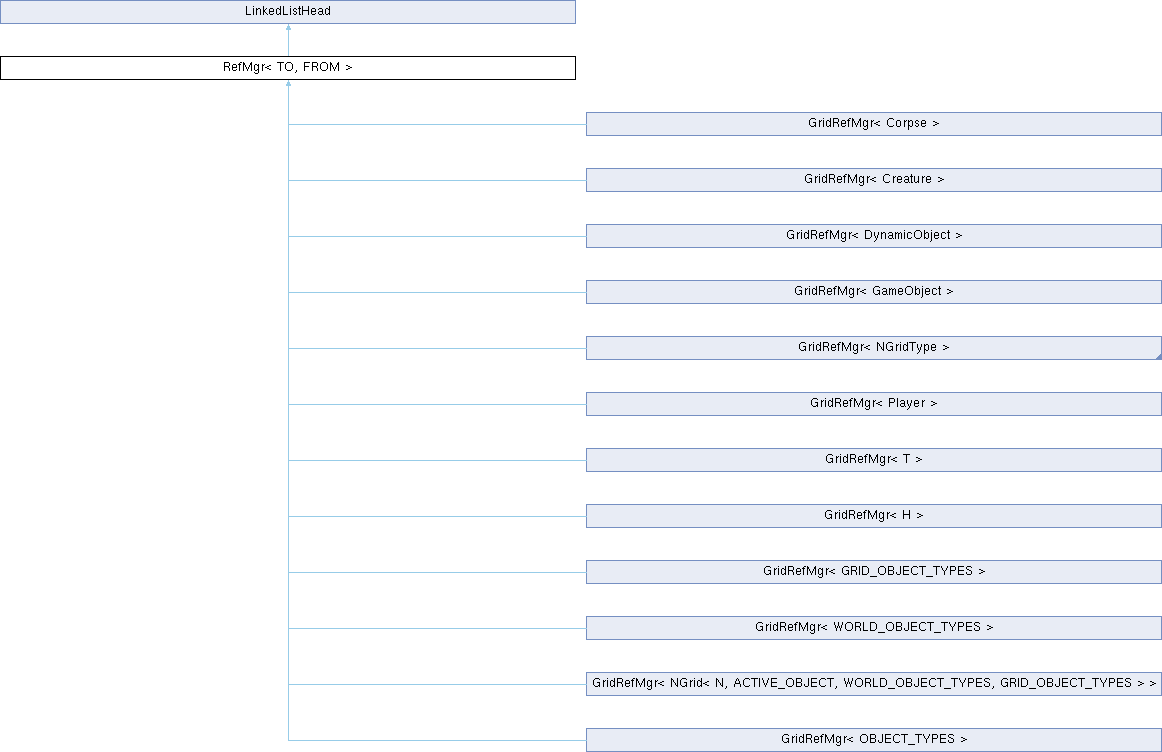 LinkedListHead
RefMgr< TO, FROM >
GridRefMgr< Corpse >
GridRefMgr< Creature >
GridRefMgr< DynamicObject >
GridRefMgr< GameObject >
GridRefMgr< NGridType >
GridRefMgr< Player >
GridRefMgr< T >
GridRefMgr< H >
GridRefMgr< GRID_OBJECT_TYPES >
GridRefMgr< WORLD_OBJECT_TYPES >
GridRefMgr< NGrid< N, ACTIVE_OBJECT, WORLD_OBJECT_TYPES, GRID_OBJECT_TYPES > >
GridRefMgr< OBJECT_TYPES >